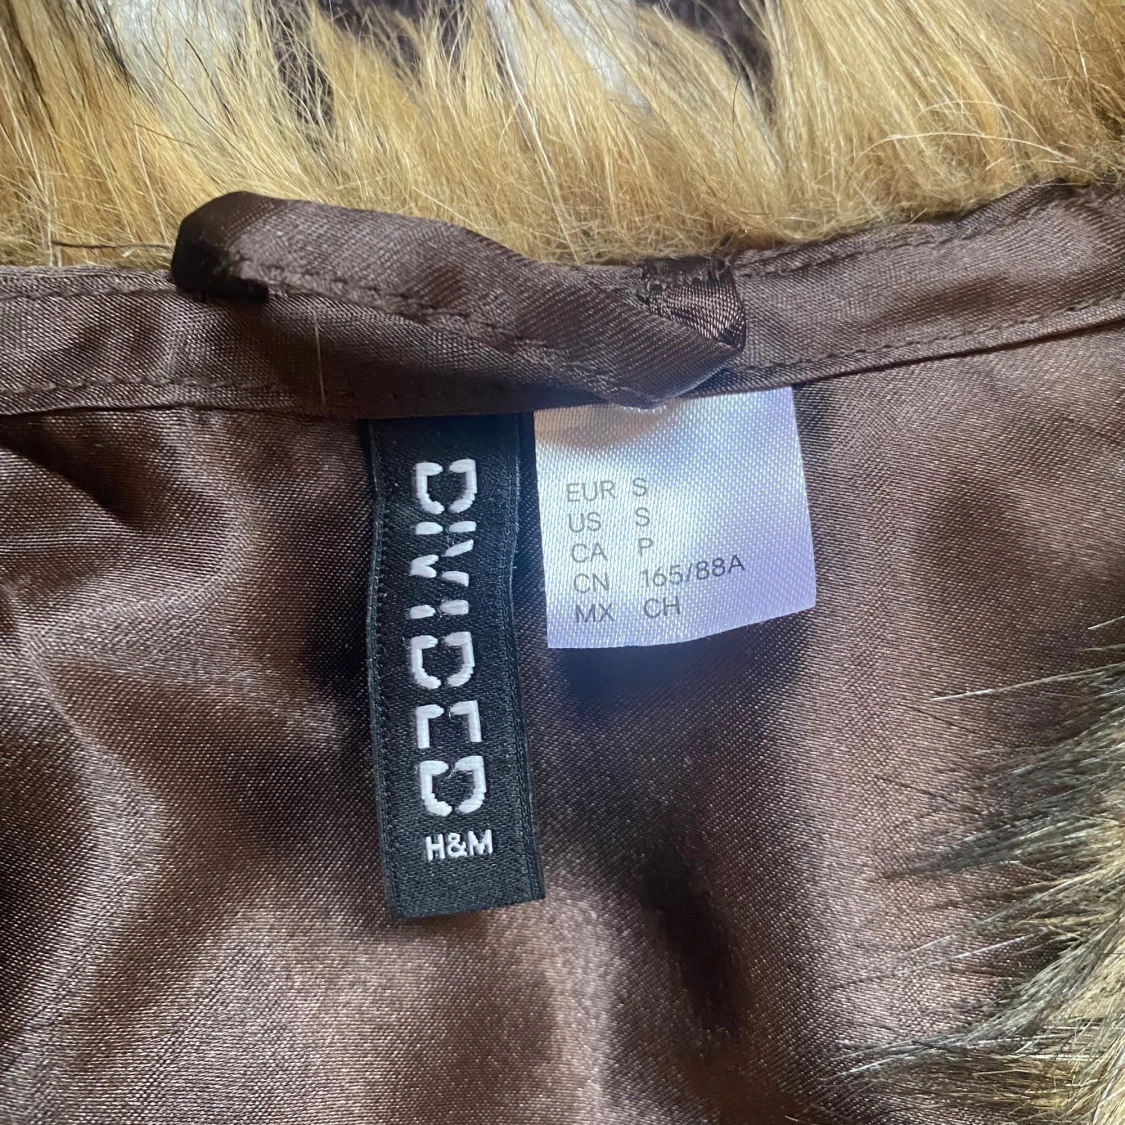 DIVIDED
H&M
EUR S
US S
CA P
CN 165/88A
MX CH